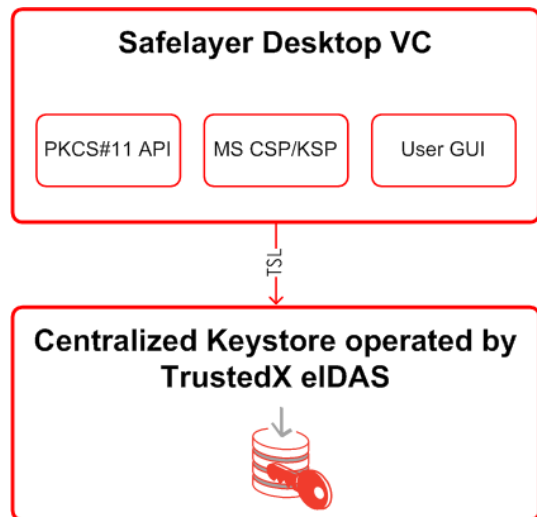 Safelayer Desktop VC
PKCS#11 API
MS CSP/KSP
User GUI
TSL
Centralized Keystore operated by
TrustedX eIDAS